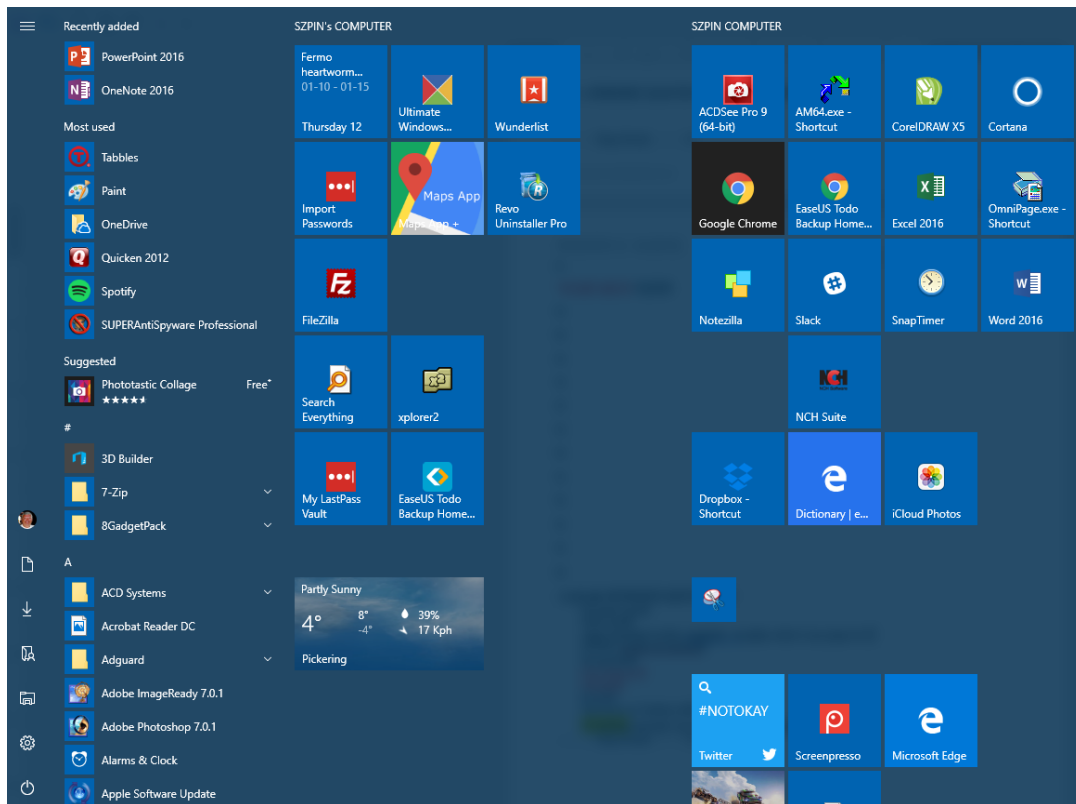 Recently added
PowerPoint 2016
OneNote 2016
Most used
Tabbles
Paint
OneDrive
Quicken 2012
Spotify
SUPERAntiSpyware Professional
Suggested
Phototastic Collage Free*
#
3D Builder
7-Zip
8GadgetPack
A
ACD Systems
Acrobat Reader DC
Adguard
Adobe ImageReady 7.0.1
Adobe Photoshop 7.0.1
Alarms & Clock
Apple Software Update
SZPIN's COMPUTER
Fermo
heartworm...
01-10 - 01-15
Thursday 12
Ultimate
Windows...
Wunderlist
Import
Passwords
Maps App
Maps App +
Revo
Uninstaller Pro
FileZilla
Search
Everything
xplorer2
My LastPass
Vault
EaseUS Todo
Backup Home...
Partly Sunny
4°
8°
-4°
39%
17 Kph
Pickering
SZPIN COMPUTER
ACDSee Pro 9
(64-bit)
AM64.exe -
Shortcut
CorelDRAW X5
Cortana
Google Chrome
EaseUS Todo
Backup Home...
Excel 2016
OmniPage.exe -
Shortcut
Notezilla
Slack
SnapTimer
Word 2016
NCH
NCH Suite
Dropbox -
Shortcut
Dictionary | e...
iCloud Photos
#NOTOKAY
Twitter
Screenpresso
Microsoft Edge